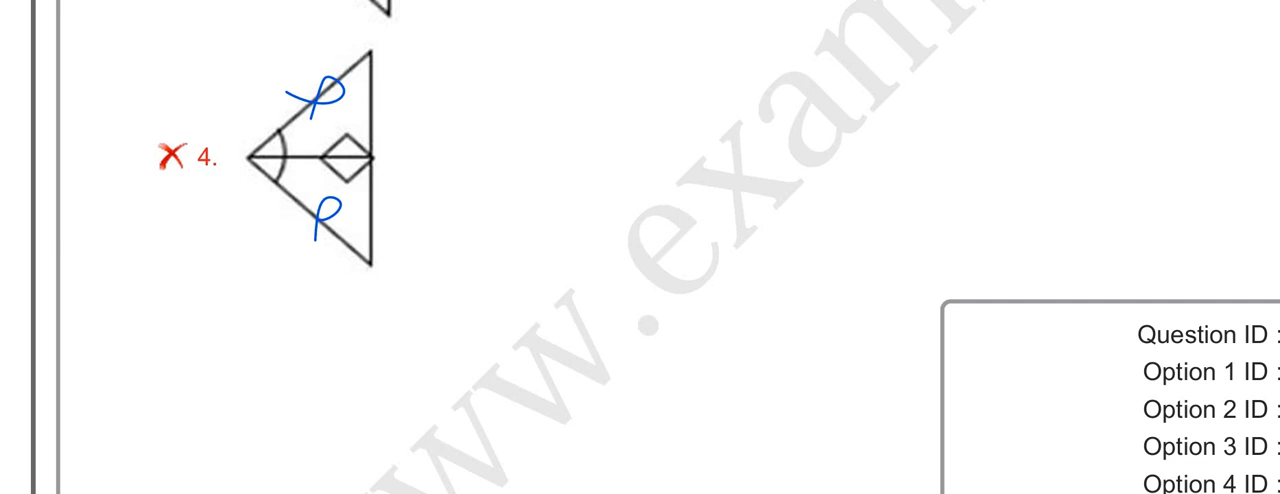 4.
P
P
www.exam
Question ID :
Option 1 ID :
Option 2 ID :
Option 3 ID :
Option 4 ID :